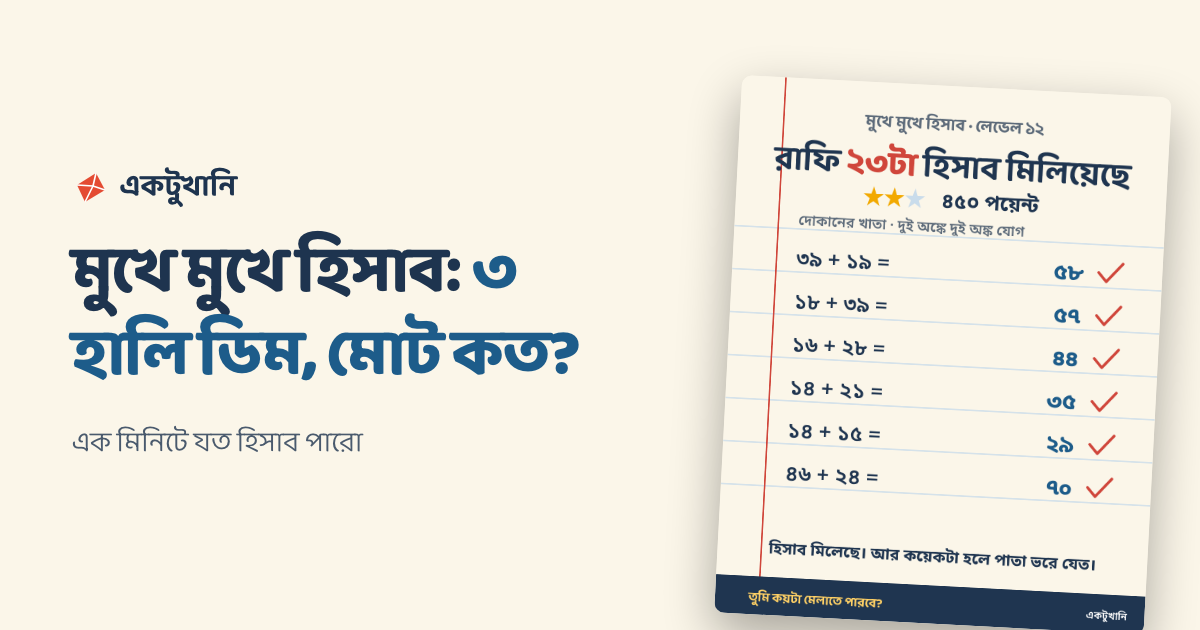 একটুখানি
মুখে মুখে হিসাব: ৩
হালি ডিম, মোট কত?
এক মিনিটে যত হিসাব পারো
মুখে মুখে হিসাব · লেভেল ১২
রাফি ২৩টা হিসাব মিলিয়েছে
★★★ ৪৫০ পয়েন্ট
দোকানের খাতা · দুই অঙ্কে দুই অঙ্ক যোগ
৩৯ + ১৯ = ৫৮ ✓
১৮ + ৩৯ = ৫৭ ✓
১৬ + ২৮ = ৪৪ ✓
১৪ + ২১ = ৩৫ ✓
১৪ + ১৫ = ২৯ ✓
৪৬ + ২৪ = ৭০ ✓
হিসাব মিলেছে। আর কয়েকটা হলে পাতা ভরে যেত।
তুমি কয়টা মেলাতে পারবে?
একটুখানি